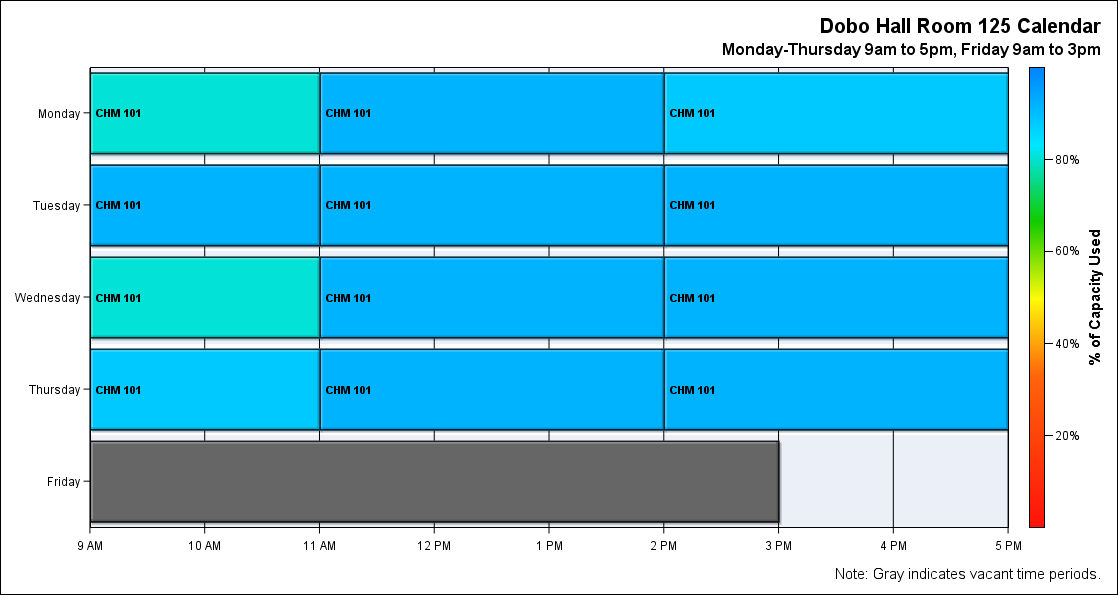 Dobo Hall Room 125 Calendar
Monday-Thursday 9am to 5pm, Friday 9am to 3pm
Monday
CHM 101
CHM 101
CHM 101
Tuesday
CHM 101
CHM 101
CHM 101
Wednesday
CHM 101
CHM 101
CHM 101
Thursday
CHM 101
CHM 101
CHM 101
Friday
9 AM
10 AM
11 AM
12 PM
1 PM
2 PM
3 PM
4 PM
5 PM
80%
60%
40%
20%
% of Capacity Used
Note: Gray indicates vacant time periods.